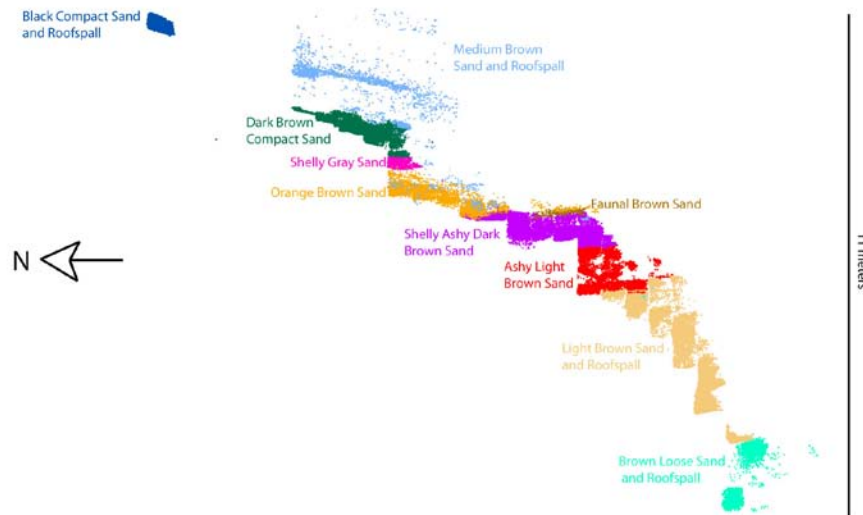 Black Compact Sand
and Roofspall
Medium Brown
Sand and Roofspall
Dark Brown
Compact Sand
Shelly Gray Sand
Orange Brown Sand
Faunal Brown Sand
Shelly Ashy Dark
Brown Sand
N
Ashy Light
Brown Sand
meters
Light Brown Sand
and Roofspall
Brown Loose Sand
and Roofspall